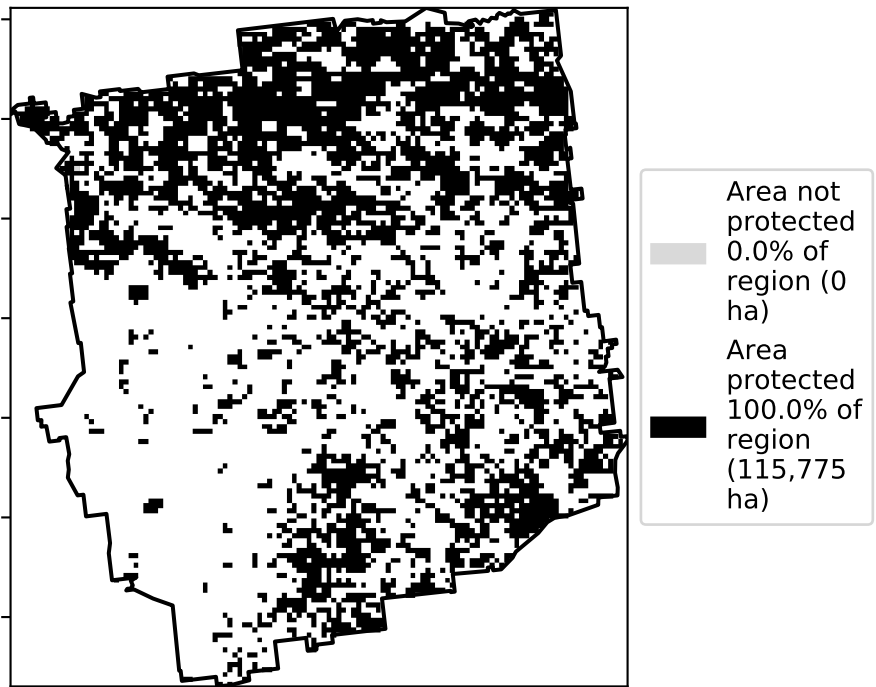 Area not
protected
0.0% of
region (0
ha)
Area
protected
100.0% of
region
(115,775
ha)